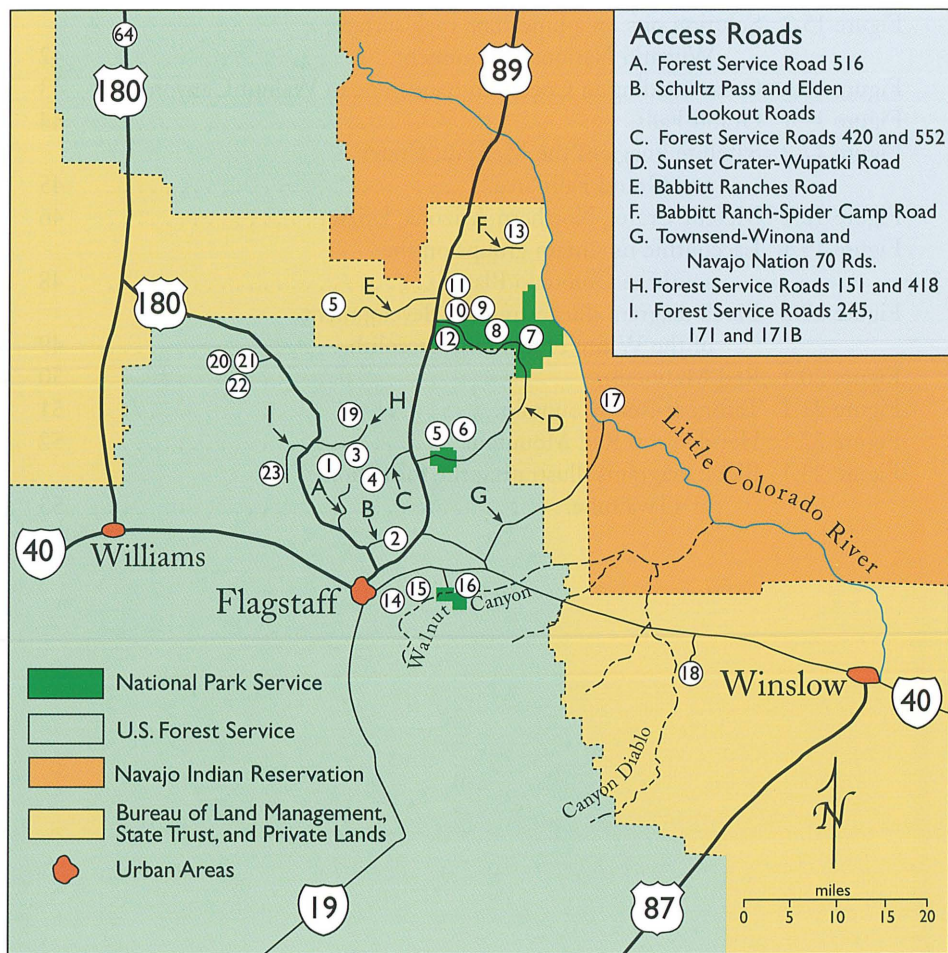 64
180
89
Access Roads
A. Forest Service Road 516
B. Schultz Pass and Elden
Lookout Roads
C. Forest Service Roads 420 and 552
D. Sunset Crater-Wupatki Road
E. Babbitt Ranches Road
F. Babbitt Ranch-Spider Camp Road
G. Townsend-Winona and
Navajo Nation 70 Rds.
H. Forest Service Roads 151 and 418
I. Forest Service Roads 245,
171 and 171B
F
13
E
5
11
10
9
12
8
7
180
20
21
22
I
19
H
D
17
5
6
1
3
4
23
A
B
C
G
2
Little Colorado River
40
Williams
Flagstaff
14
15
16
Walnut Canyon
18
Winslow
40
Canyon Diablo
National Park Service
U.S. Forest Service
Navajo Indian Reservation
Bureau of Land Management,
State Trust, and Private Lands
Urban Areas
19
87
N
miles
0 5 10 15 20